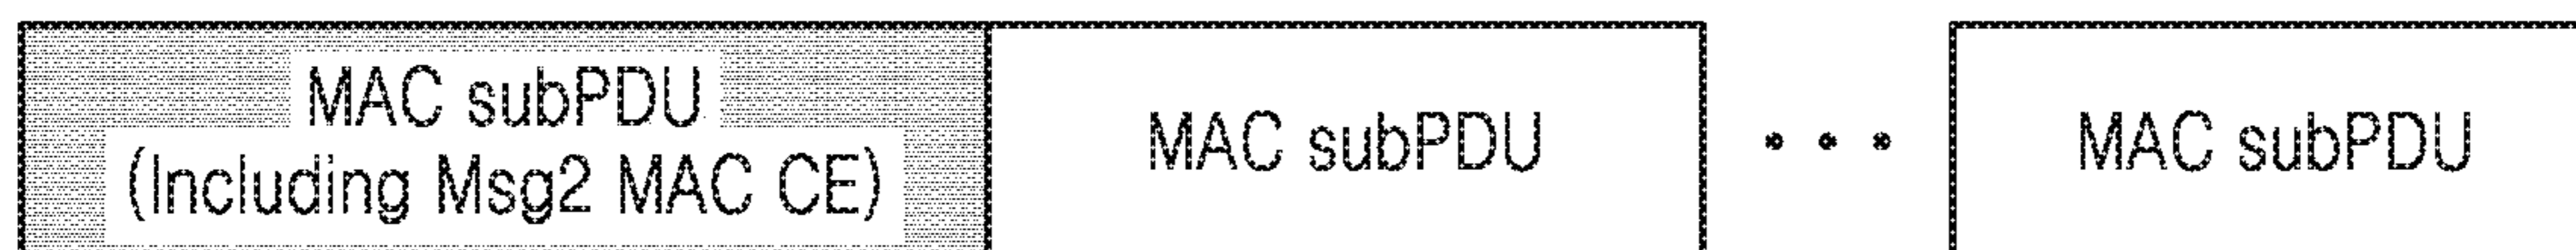 MAC subPDU
(Including Msg2 MAC CE)
MAC subPDU
• • •
MAC subPDU